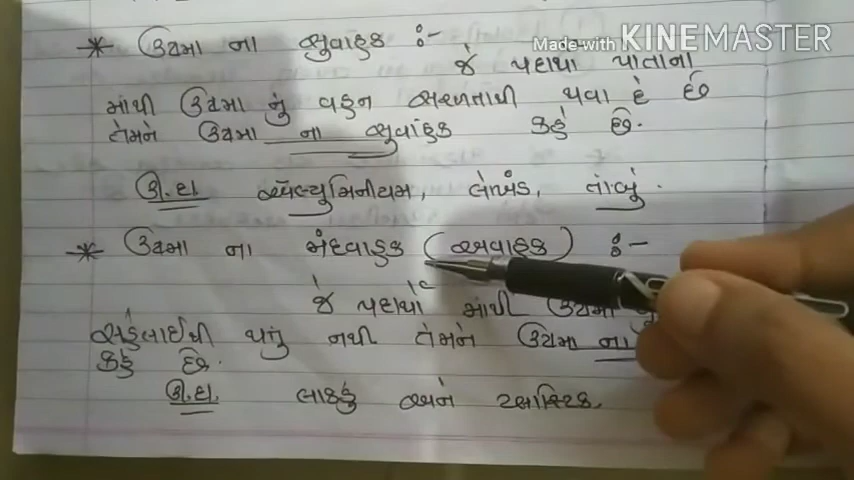 Made with KINEMASTER
* ઉષ્મા ના સુવાહક :-
જે પદાર્થો પોતાના
માંથી ઉષ્મા નું વહન સરળતાથી થવા દે છે
તેમને ઉષ્મા ના સુવાહક કહે છે.
ઉ.દા. એલ્યુમિનીયમ, લોખંડ, તાંબુ.
* ઉષ્મા ના મંદવાહક (અવાહક) :-
જે પદાર્થો માંથી ઉષ્મા
સહેલાઈથી થતું નથી તેમને ઉષ્મા ના
કહે છે.
ઉ.દા. લાકડું અને પ્લાસ્ટિક.